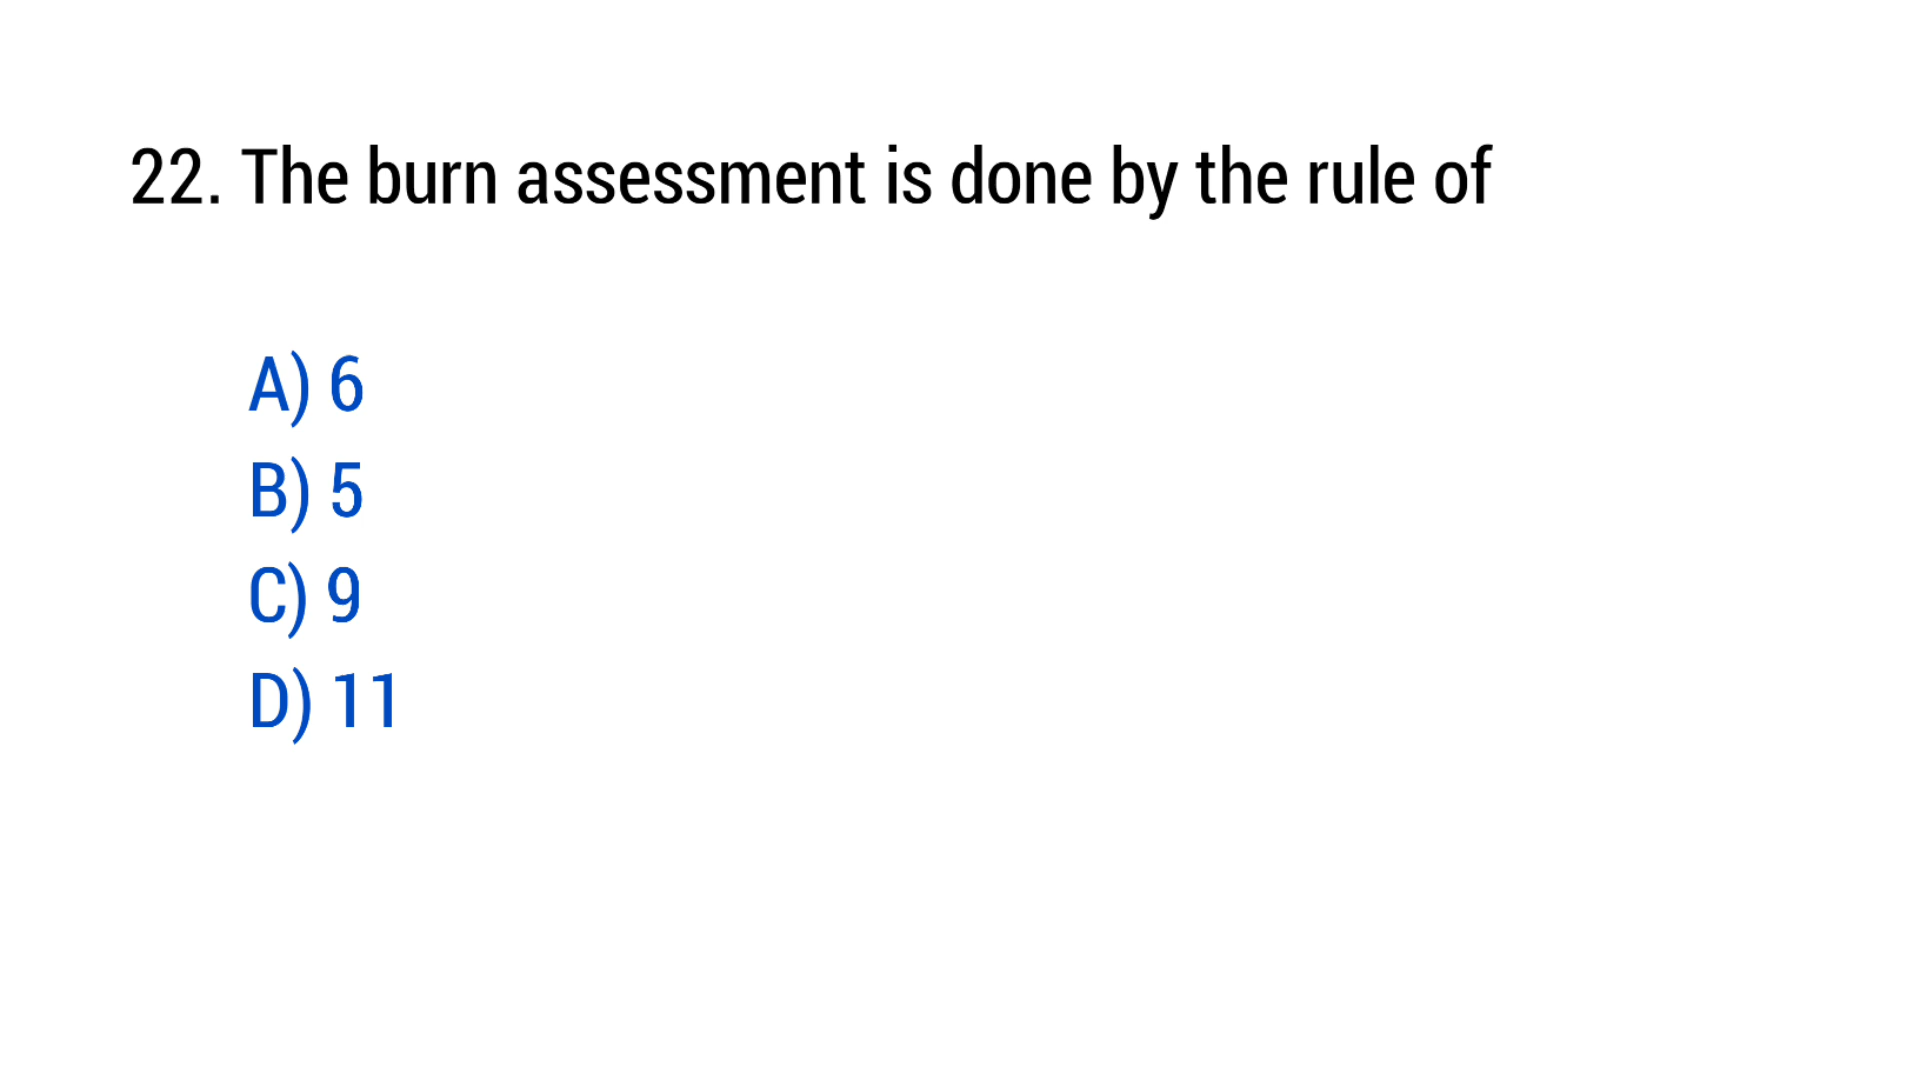 22. The burn assessment is done by the rule of
A) 6
B) 5
C) 9
D) 11